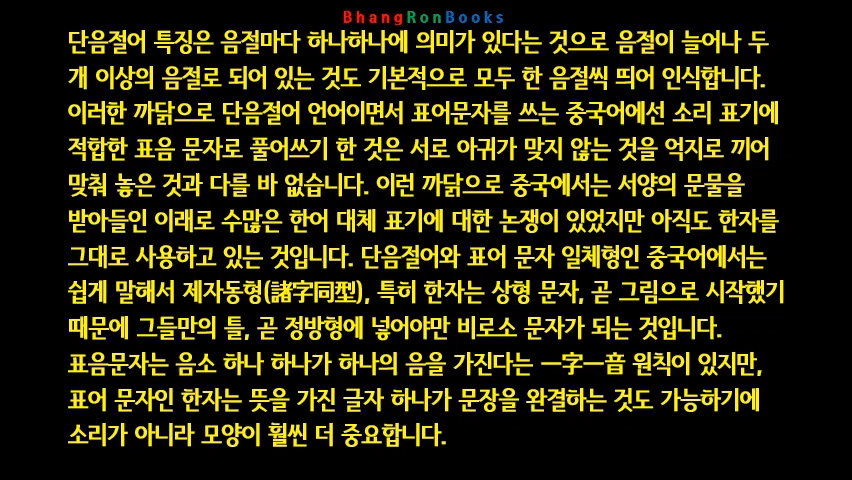 BhangRonBooks
단음절어 특징은 음절마다 하나하나에 의미가 있다는 것으로 음절이 늘어나 두
개 이상의 음절로 되어 있는 것도 기본적으로 모두 한 음절씩 띄어 인식합니다.
이러한 까닭으로 단음절어 언어이면서 표어문자를 쓰는 중국어에선 소리 표기에
적합한 표음 문자로 풀어쓰기 한 것은 서로 아귀가 맞지 않는 것을 억지로 끼어
맞춰 놓은 것과 다를 바 없습니다. 이런 까닭으로 중국에서는 서양의 문물을
받아들인 이래로 수많은 한어 대체 표기에 대한 논쟁이 있었지만 아직도 한자를
그대로 사용하고 있는 것입니다. 단음절어와 표어 문자 일체형인 중국어에서는
쉽게 말해서 제자동형(諸字同型), 특히 한자는 상형 문자, 곧 그림으로 시작했기
때문에 그들만의 틀, 곧 정방형에 넣어야만 비로소 문자가 되는 것입니다.
표음문자는 음소 하나 하나가 하나의 음을 가진다는 一字一音 원칙이 있지만,
표어 문자인 한자는 뜻을 가진 글자 하나가 문장을 완결하는 것도 가능하기에
소리가 아니라 모양이 훨씬 더 중요합니다.